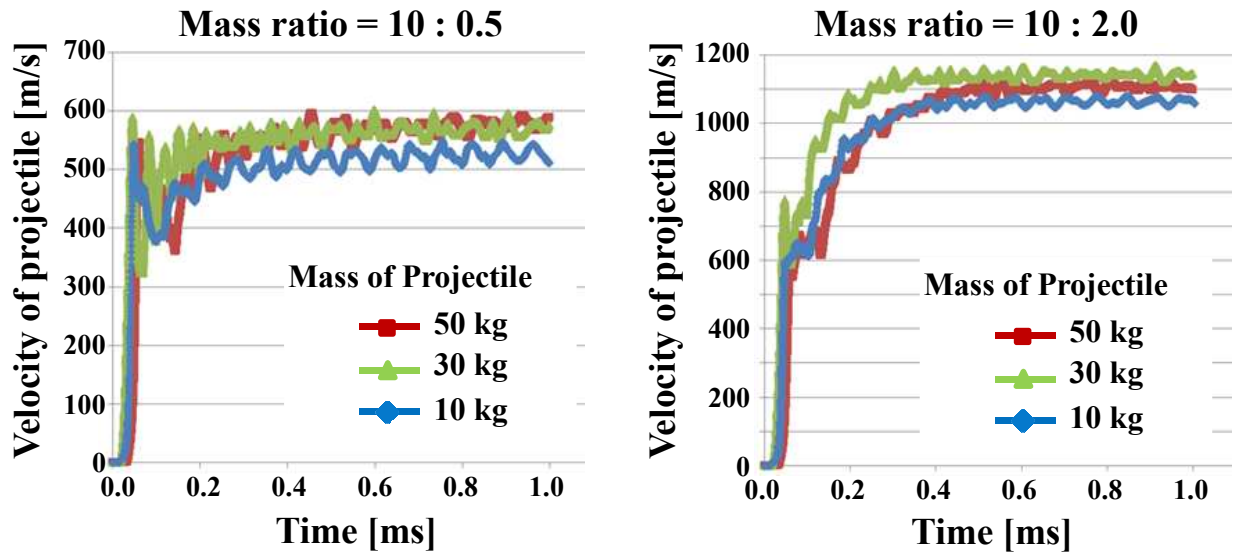 Mass ratio = 10 : 0.5
Velocity of projectile [m/s]
700
600
500
400
300
200
100
0
Mass of Projectile
50 kg
30 kg
10 kg
0.0 0.2 0.4 0.6 0.8 1.0
Time [ms]
Mass ratio = 10 : 2.0
Velocity of projectile [m/s]
1200
1000
800
600
400
200
0
Mass of Projectile
50 kg
30 kg
10 kg
0.0 0.2 0.4 0.6 0.8 1.0
Time [ms]